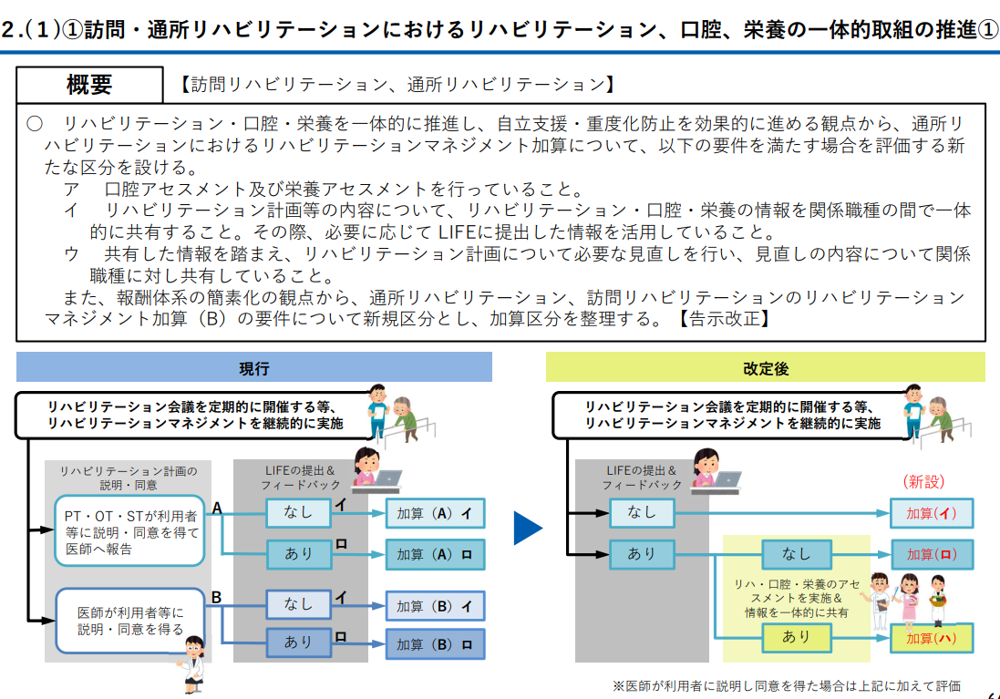 ２.(１)①訪問・通所リハビリテーションにおけるリハビリテーション、口腔、栄養の一体的取組の推進①
概要
【訪問リハビリテーション、通所リハビリテーション】
○　リハビリテーション・口腔・栄養を一体的に推進し、自立支援・重度化防止を効果的に進める観点から、通所リ
ハビリテーションにおけるリハビリテーションマネジメント加算について、以下の要件を満たす場合を評価する新
たな区分を設ける。
ア　口腔アセスメント及び栄養アセスメントを行っていること。
イ　リハビリテーション計画等の内容について、リハビリテーション・口腔・栄養の情報を関係職種の間で一体
的に共有すること。その際、必要に応じてLIFEに提出した情報を活用していること。
ウ　共有した情報を踏まえ、リハビリテーション計画について必要な見直しを行い、見直しの内容について関係
職種に対し共有していること。
また、報酬体系の簡素化の観点から、通所リハビリテーション、訪問リハビリテーションのリハビリテーション
マネジメント加算（B）の要件について新規区分とし、加算区分を整理する。【告示改正】
現行
リハビリテーション会議を定期的に開催する等、
リハビリテーションマネジメントを継続的に実施
リハビリテーション計画の
説明・同意
LIFEの提出＆
フィードバック
PT・OT・STが利用者
等に説明・同意を得て
医師へ報告
A
なし
イ
加算（A）イ
あり
ロ
加算（A）ロ
医師が利用者等に
説明・同意を得る
B
なし
イ
加算（B）イ
あり
ロ
加算（B）ロ
改定後
リハビリテーション会議を定期的に開催する等、
リハビリテーションマネジメントを継続的に実施
LIFEの提出＆
フィードバック
(新設)
なし
加算(イ)
あり
なし
加算(ロ)
リハ・口腔・栄養のアセ
スメントを実施＆
情報を一体的に共有
あり
加算(ハ)
※医師が利用者に説明し同意を得た場合は上記に加えて評価